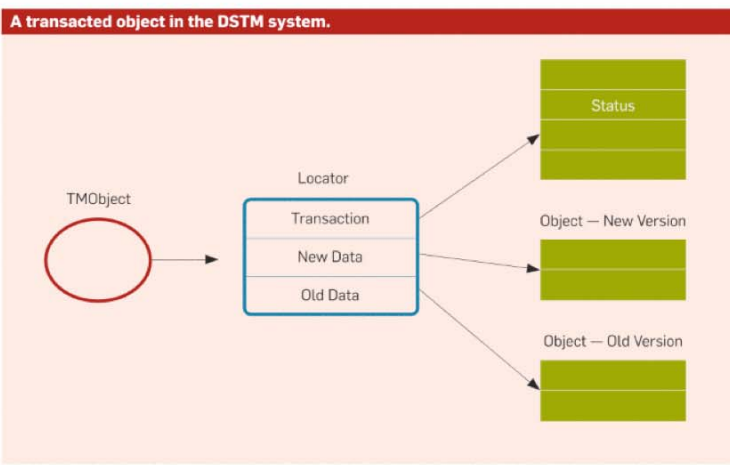 A transacted object in the DSTM system.
TMObject
Locator
Transaction
New Data
Old Data
Status
Object — New Version
Object — Old Version